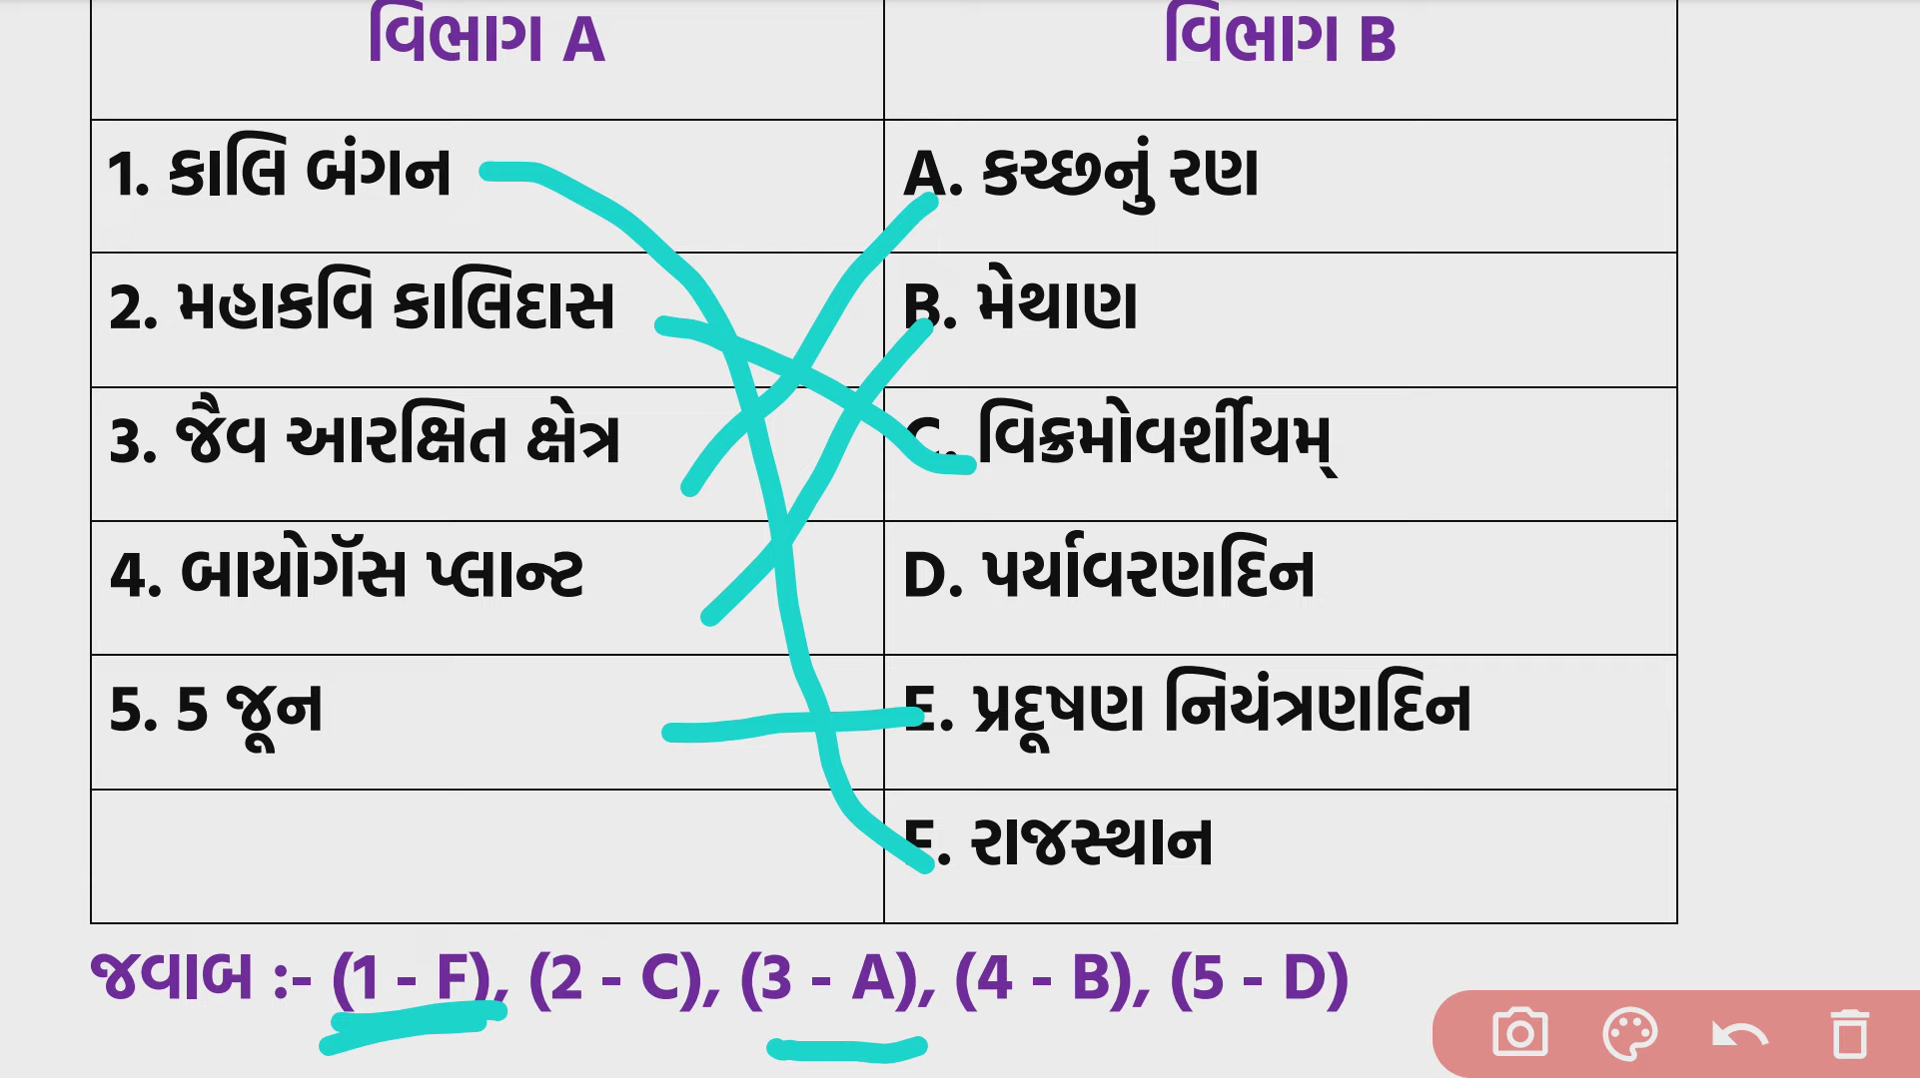 વિભાગ A
વિભાગ B
1. કાલિ બંગન
A. કચ્છનું રણ
2. મહાકવિ કાલિદાસ
B. મેથાણ
3. જૈવ આરક્ષિત ક્ષેત્ર
C. વિક્રમોવર્શીયમ્
4. બાયોગૅસ પ્લાન્ટ
D. પર્યાવરણદિન
5. 5 જૂન
E. પ્રદૂષણ નિયંત્રણદિન
F. રાજસ્થાન
જવાબ :- (1 - F), (2 - C), (3 - A), (4 - B), (5 - D)